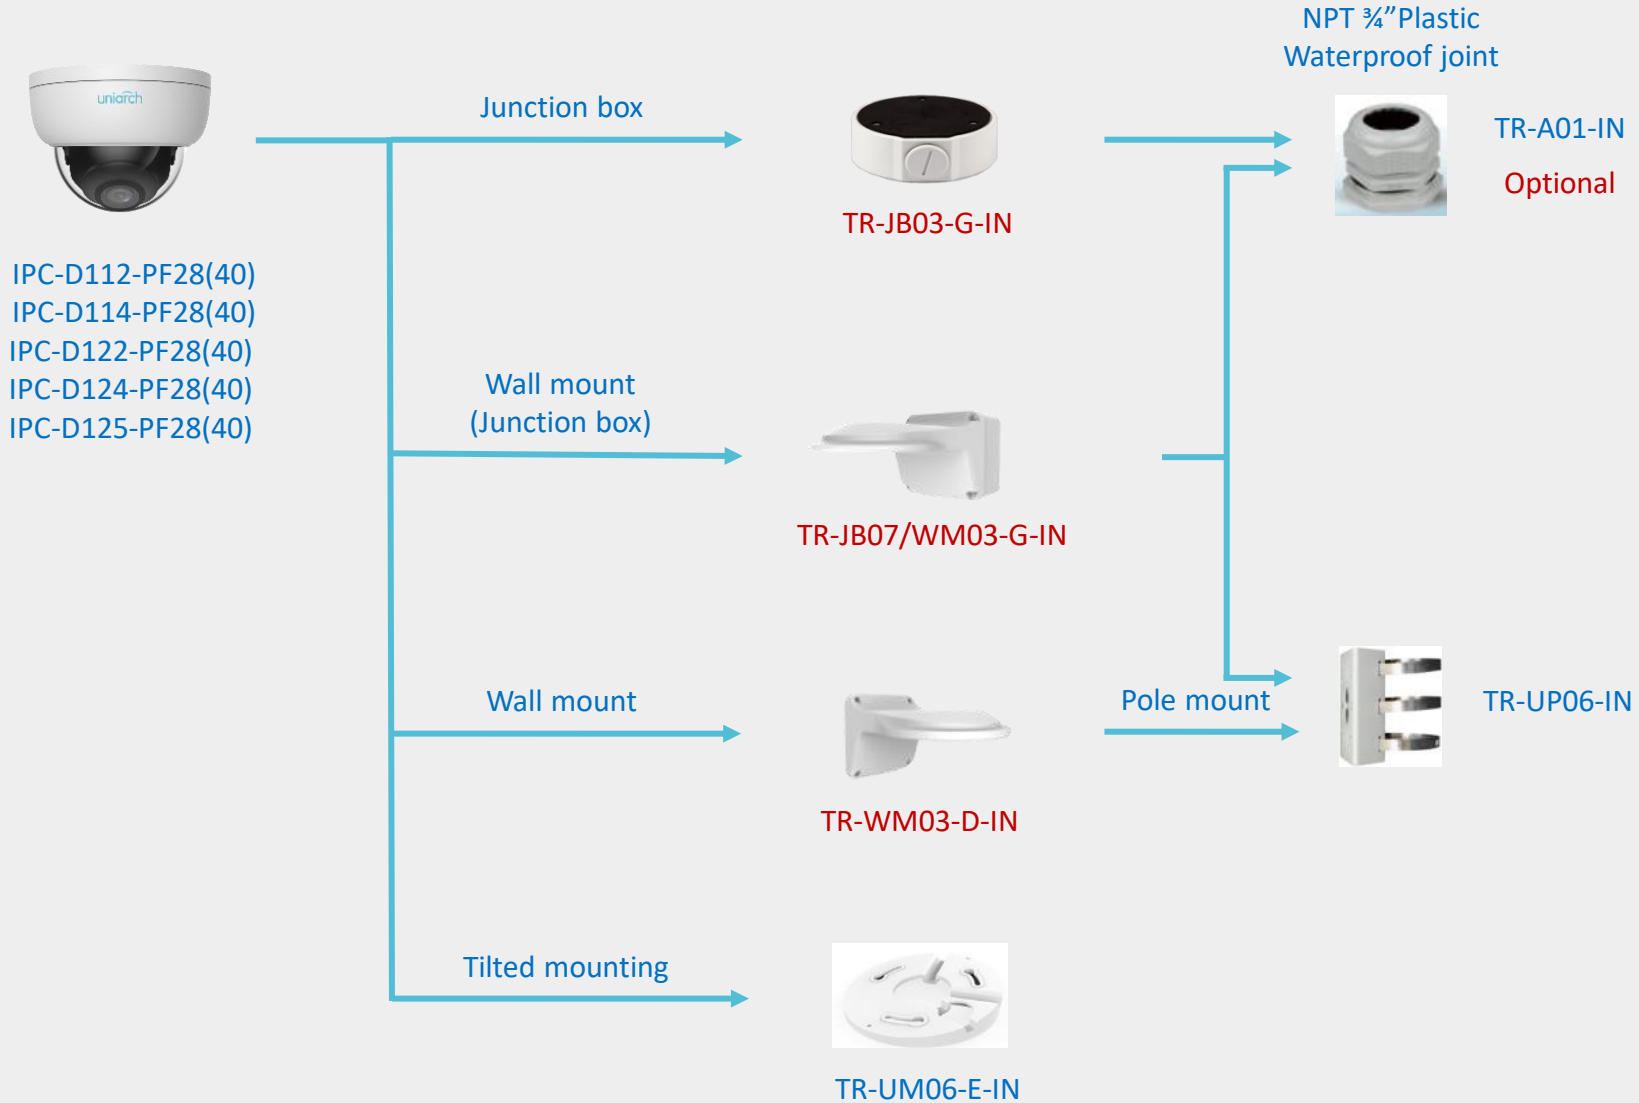 NPT ¾”Plastic
Waterproof joint
uniarch
Junction box
TR-A01-IN
Optional
TR-JB03-G-IN
IPC-D112-PF28(40)
IPC-D114-PF28(40)
IPC-D122-PF28(40)
IPC-D124-PF28(40)
IPC-D125-PF28(40)
Wall mount
(Junction box)
TR-JB07/WM03-G-IN
Wall mount
Pole mount
TR-UP06-IN
TR-WM03-D-IN
Tilted mounting
TR-UM06-E-IN